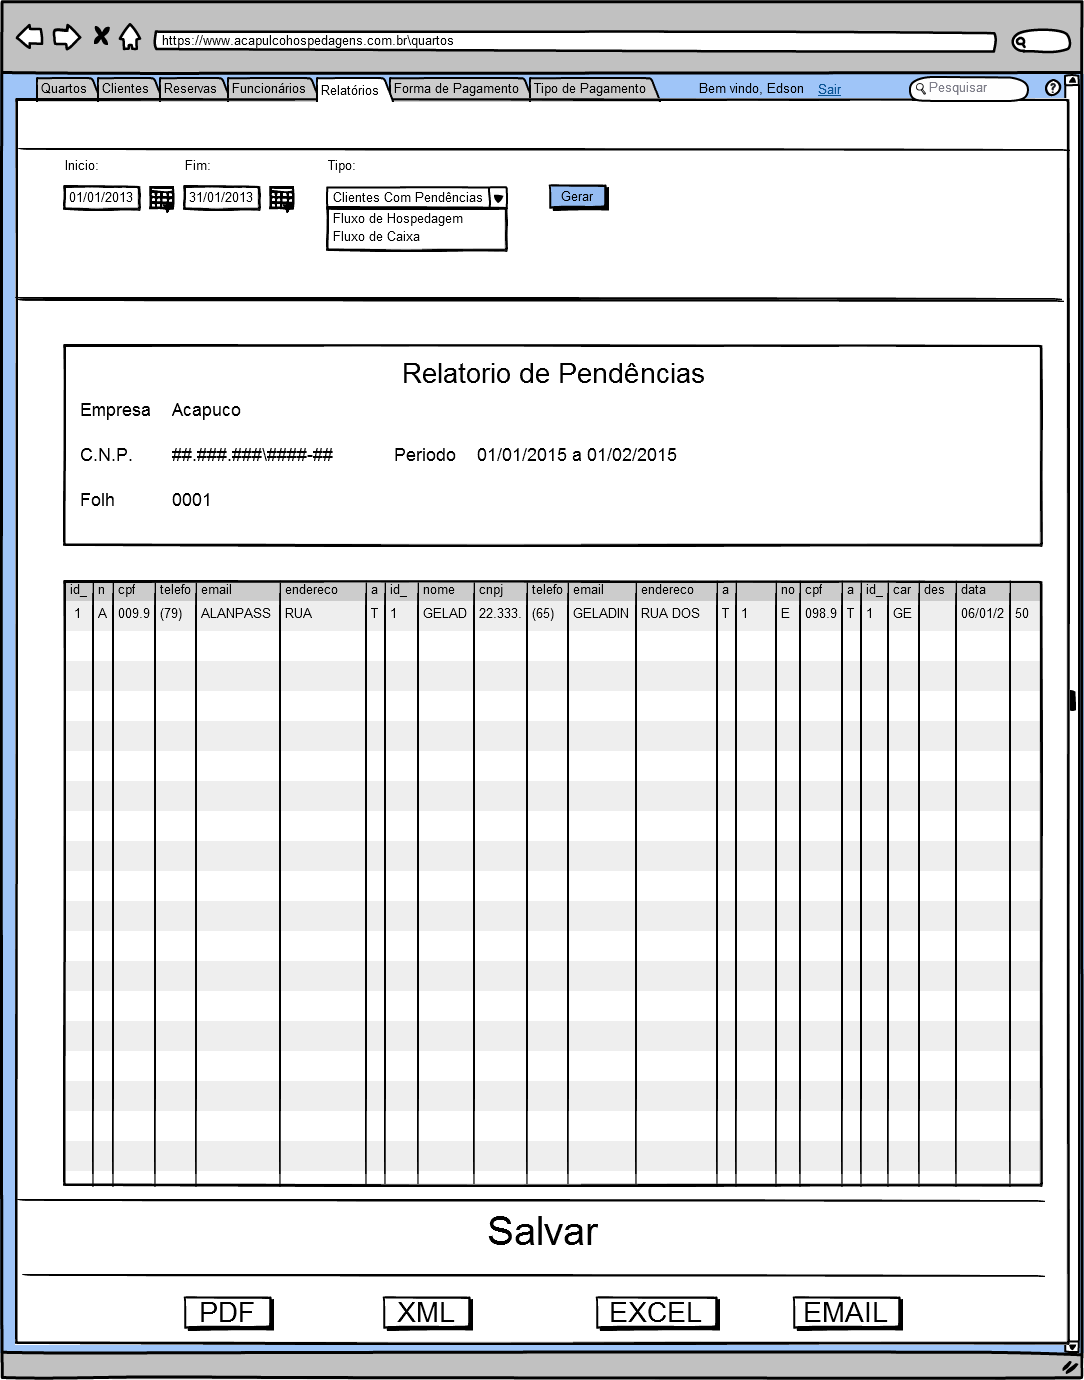 https://www.acapulcohospedagens.com.br\quartos
Quartos Clientes Reservas Funcionários Relatórios Forma de Pagamento Tipo de Pagamento Bem vindo, Edson Sair Pesquisar ?
Inicio: Fim: Tipo:
01/01/2013 31/01/2013 Clientes Com Pendências Gerar
Fluxo de Hospedagem
Fluxo de Caixa
Relatorio de Pendências
Empresa Acapuco
C.N.P. ##.###.###\####-## Periodo 01/01/2015 a 01/02/2015
Folh 0001
id_ n cpf telefo email endereco a id_ nome cnpj telefo email endereco a no cpf a id_ car des data
1 A 009.9 (79) ALANPASS RUA T 1 GELAD 22.333. (65) GELADIN RUA DOS T 1 E 098.9 T 1 GE 06/01/2 50
Salvar
PDF XML EXCEL EMAIL